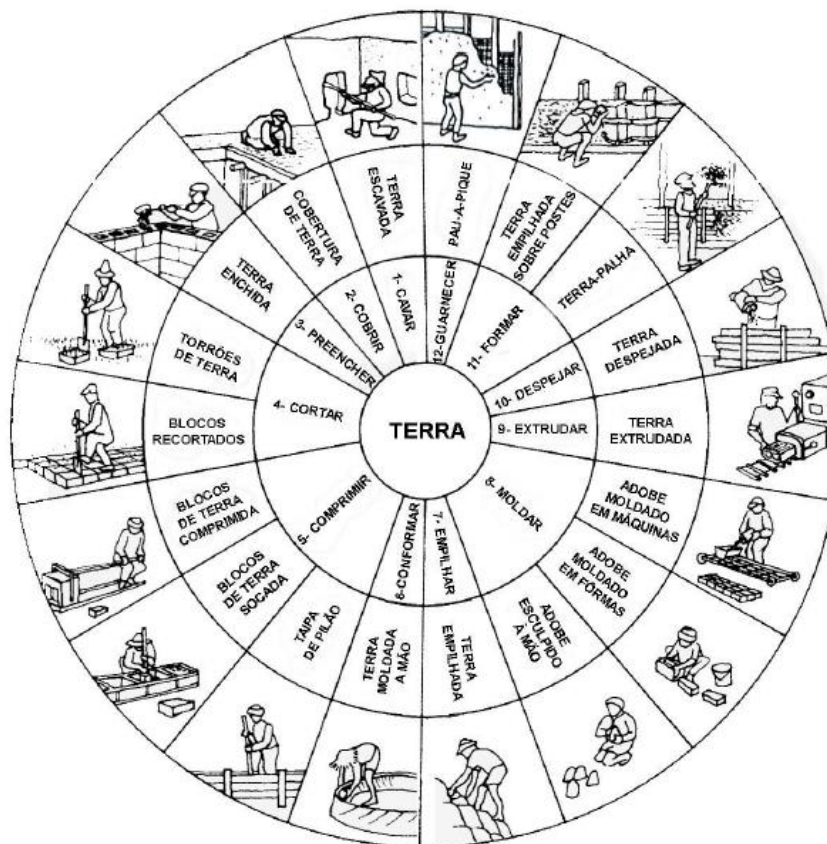 TERRA
1- CAVAR
2- COBRIR
3- PREENCHER
4- CORTAR
5- COMPRIMIIR
6-CONFORMAR
7- EMPILHAR
8- MOLDAR
9- EXTRUDAR
10- DESPEJAR
11- FORMAR
12-GUARNECER
TERRA
ESCAVADA
COBERTURA
DE TERRA
TERRA
ENCHIDA
TORRÕES
DE TERRA
BLOCOS
RECORTADOS
BLOCOS
DE TERRA
COMPRIMIDA
BLOCOS
DE TERRA
SOCADA
TAIPA
DE PILÃO
TERRA
MOLDADA
A MÃO
TERRA
EMPILHADA
ADOBE
ESCULPIDO
À MÃO
ADOBE
MOLDADO
EM FÔRMAS
ADOBE
MOLDADO
EM MÁQUINAS
TERRA
EXTRUDADA
TERRA
DESPEJADA
TERRA-PALHA
TERRA
EMPILHADA
SOBRE POSTES
PAU-A-PIQUE